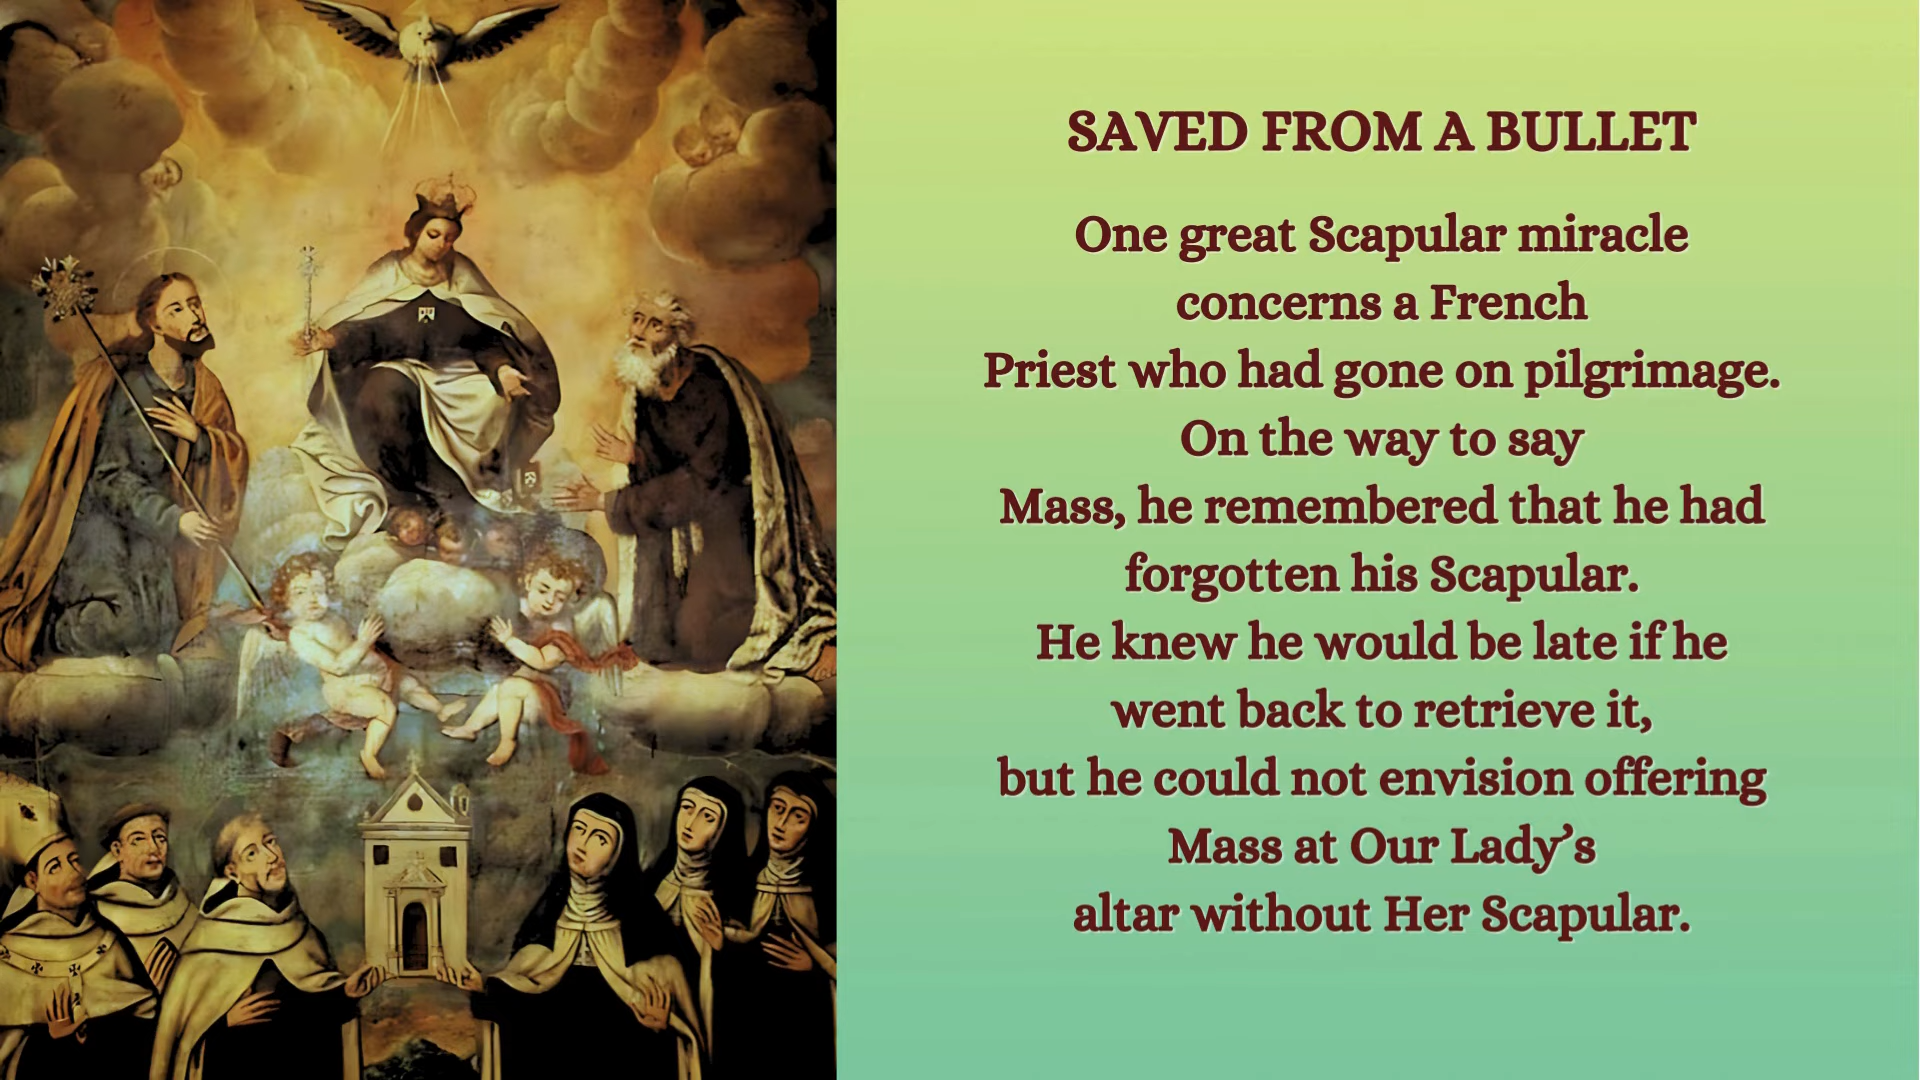 SAVED FROM A BULLET
One great Scapular miracle
concerns a French
Priest who had gone on pilgrimage.
On the way to say
Mass, he remembered that he had
forgotten his Scapular.
He knew he would be late if he
went back to retrieve it,
but he could not envision offering
Mass at Our Lady’s
altar without Her Scapular.